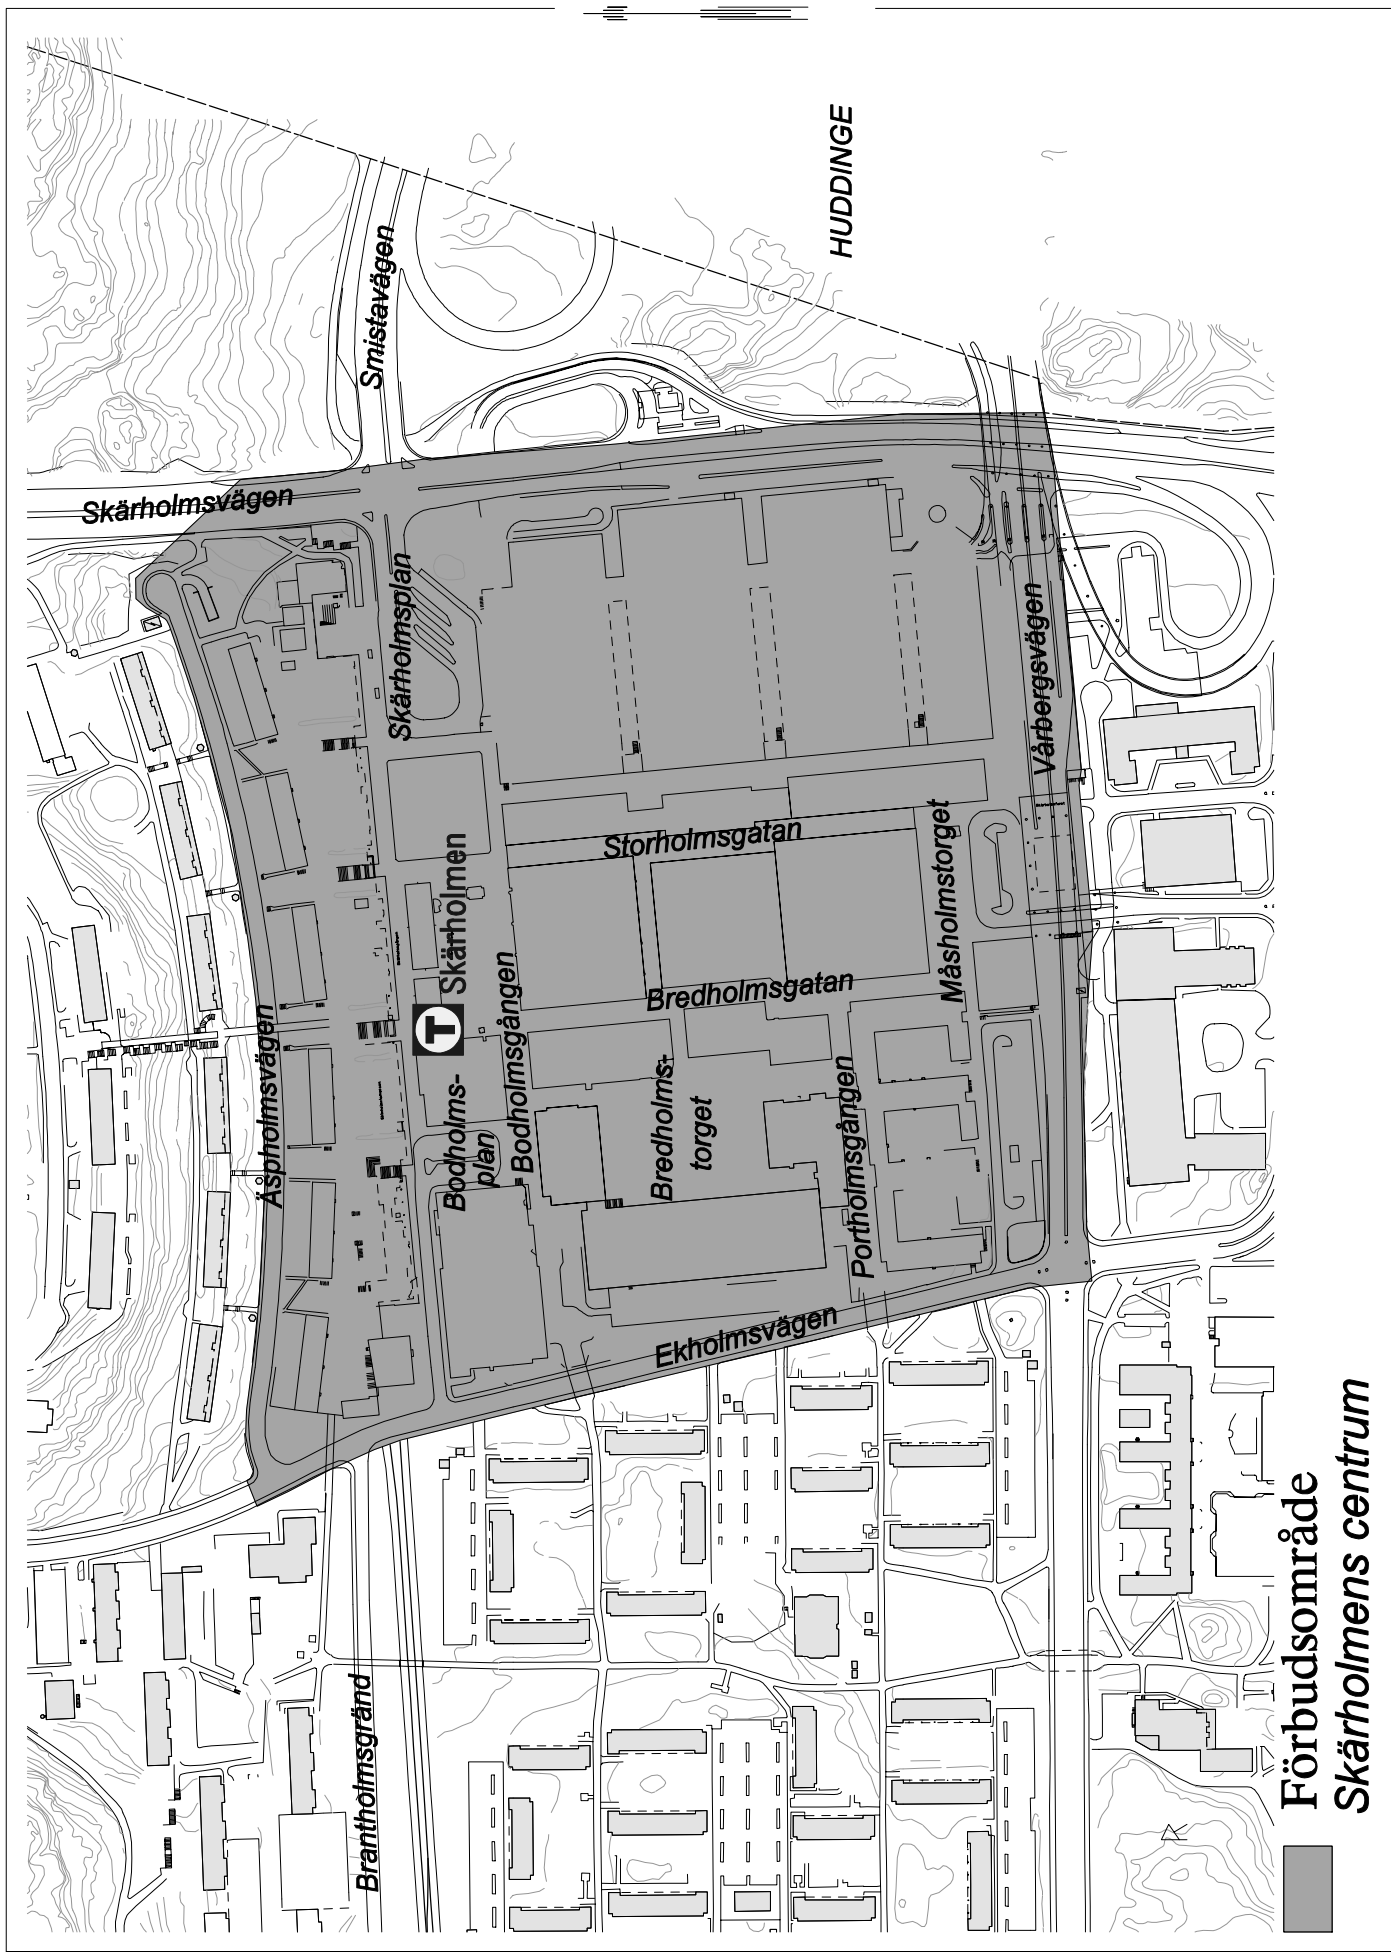 HUDDINGE
Smistavägen
Skärholmsvägen
Skärholmsplan
Vårbergsvägen
Storholmsgatan
Måsholmstorget
T Skärholmen
Bredholmsgatan
Bodholmsgången
Äspholmsvägen
Bodholms-
plan
Bredholms-
torget
Portholmsgången
Ekholmsvägen
Brantholmsgränd
Förbudsområde
Skärholmens centrum